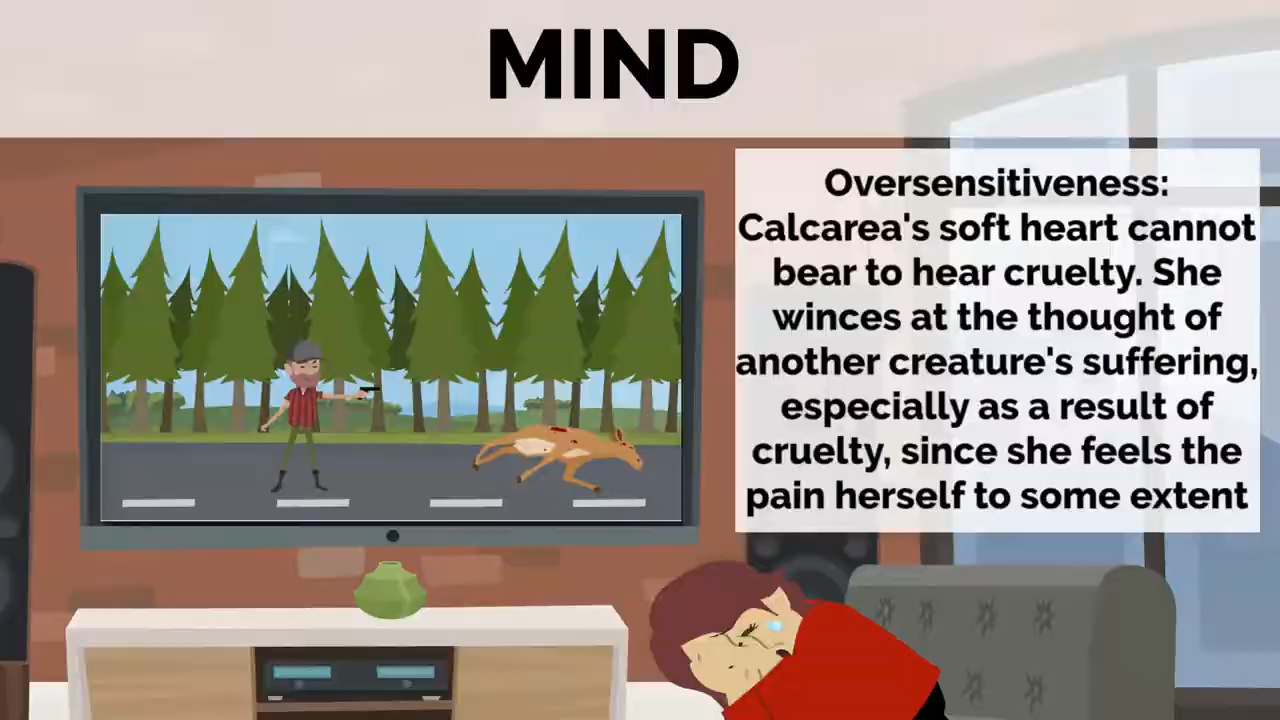 MIND
Oversensitiveness:
Calcarea's soft heart cannot
bear to hear cruelty. She
winces at the thought of
another creature's suffering,
especially as a result of
cruelty, since she feels the
pain herself to some extent